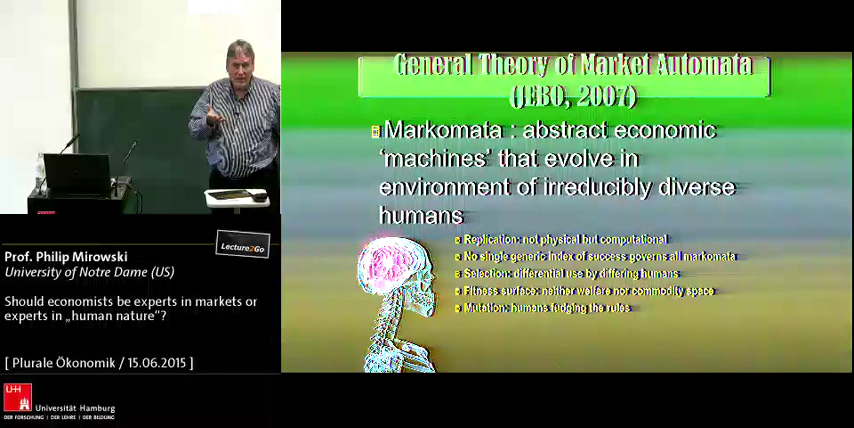 General Theory of Market Automata
(JEBO, 2007)
Markomata : abstract economic
'machines' that evolve in
environment of irreducibly diverse
humans
Replication: not physical but computational
No single generic index of success governs all markomata
Selection: differential use by differing humans
Fitness surface: neither welfare nor commodity space
Mutation: humans fudging the rules
Lecture2Go
Prof. Philip Mirowski
University of Notre Dame (US)
Should economists be experts in markets or
experts in „human nature“?
[ Plurale Ökonomik / 15.06.2015 ]
UHH
Universität Hamburg
DER FORSCHUNG | DER LEHRE | DER BILDUNG